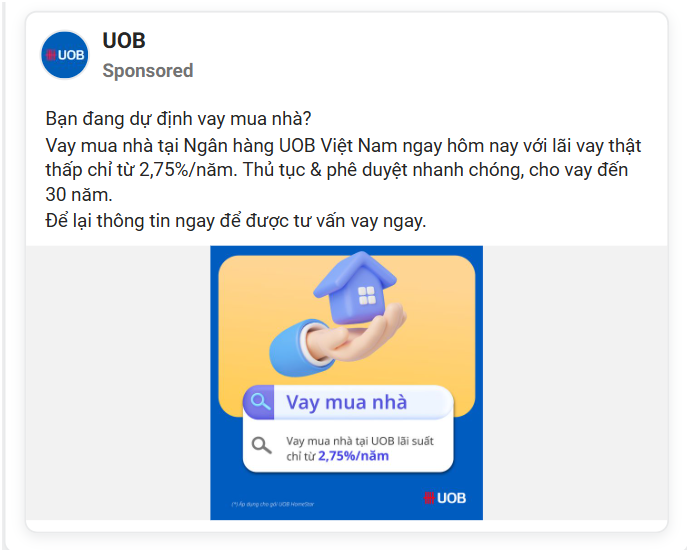 UOB
UOB
Sponsored
Bạn đang dự định vay mua nhà?
Vay mua nhà tại Ngân hàng UOB Việt Nam ngay hôm nay với lãi vay thật
thấp chỉ từ 2,75%/năm. Thủ tục & phê duyệt nhanh chóng, cho vay đến
30 năm.
Để lại thông tin ngay để được tư vấn vay ngay.
Vay mua nhà
Vay mua nhà tại UOB lãi suất
chỉ từ 2,75%/năm
(*) Áp dụng cho gói UOB HomeStar
UOB